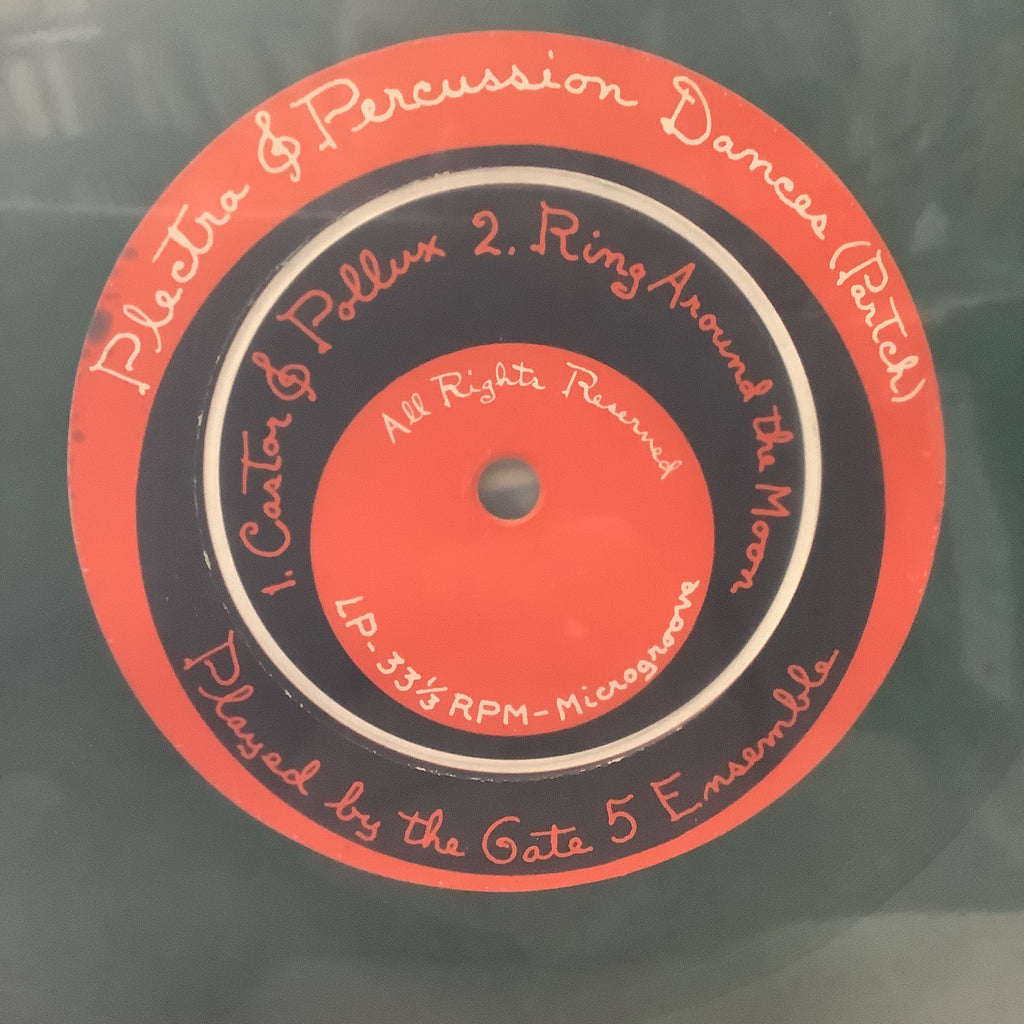 Plectra & Percussion Dances (Partch)
1. Castor & Pollux 2. Ring Around the Moon
All Rights Reserved
LP-33⅓ RPM-Microgroove
Played by the Gate 5 Ensemble